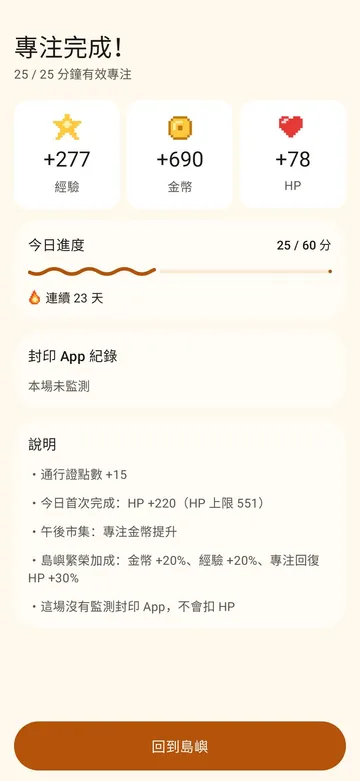 專注完成！
25 / 25 分鐘有效專注
+277
經驗
+690
金幣
+78
HP
今日進度
25 / 60 分
連續 23 天
封印 App 紀錄
本場未監測
說明
・通行證點數 +15
・今日首次完成：HP +220（HP 上限 551）
・午後市集：專注金幣提升
・島嶼繁榮加成：金幣 +20%、經驗 +20%、專注回復
HP +30%
・這場沒有監測封印 App，不會扣 HP
回到島嶼